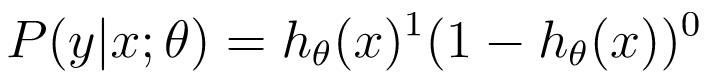 P(y|x; θ) = h_θ(x)^1(1 − h_θ(x))^0